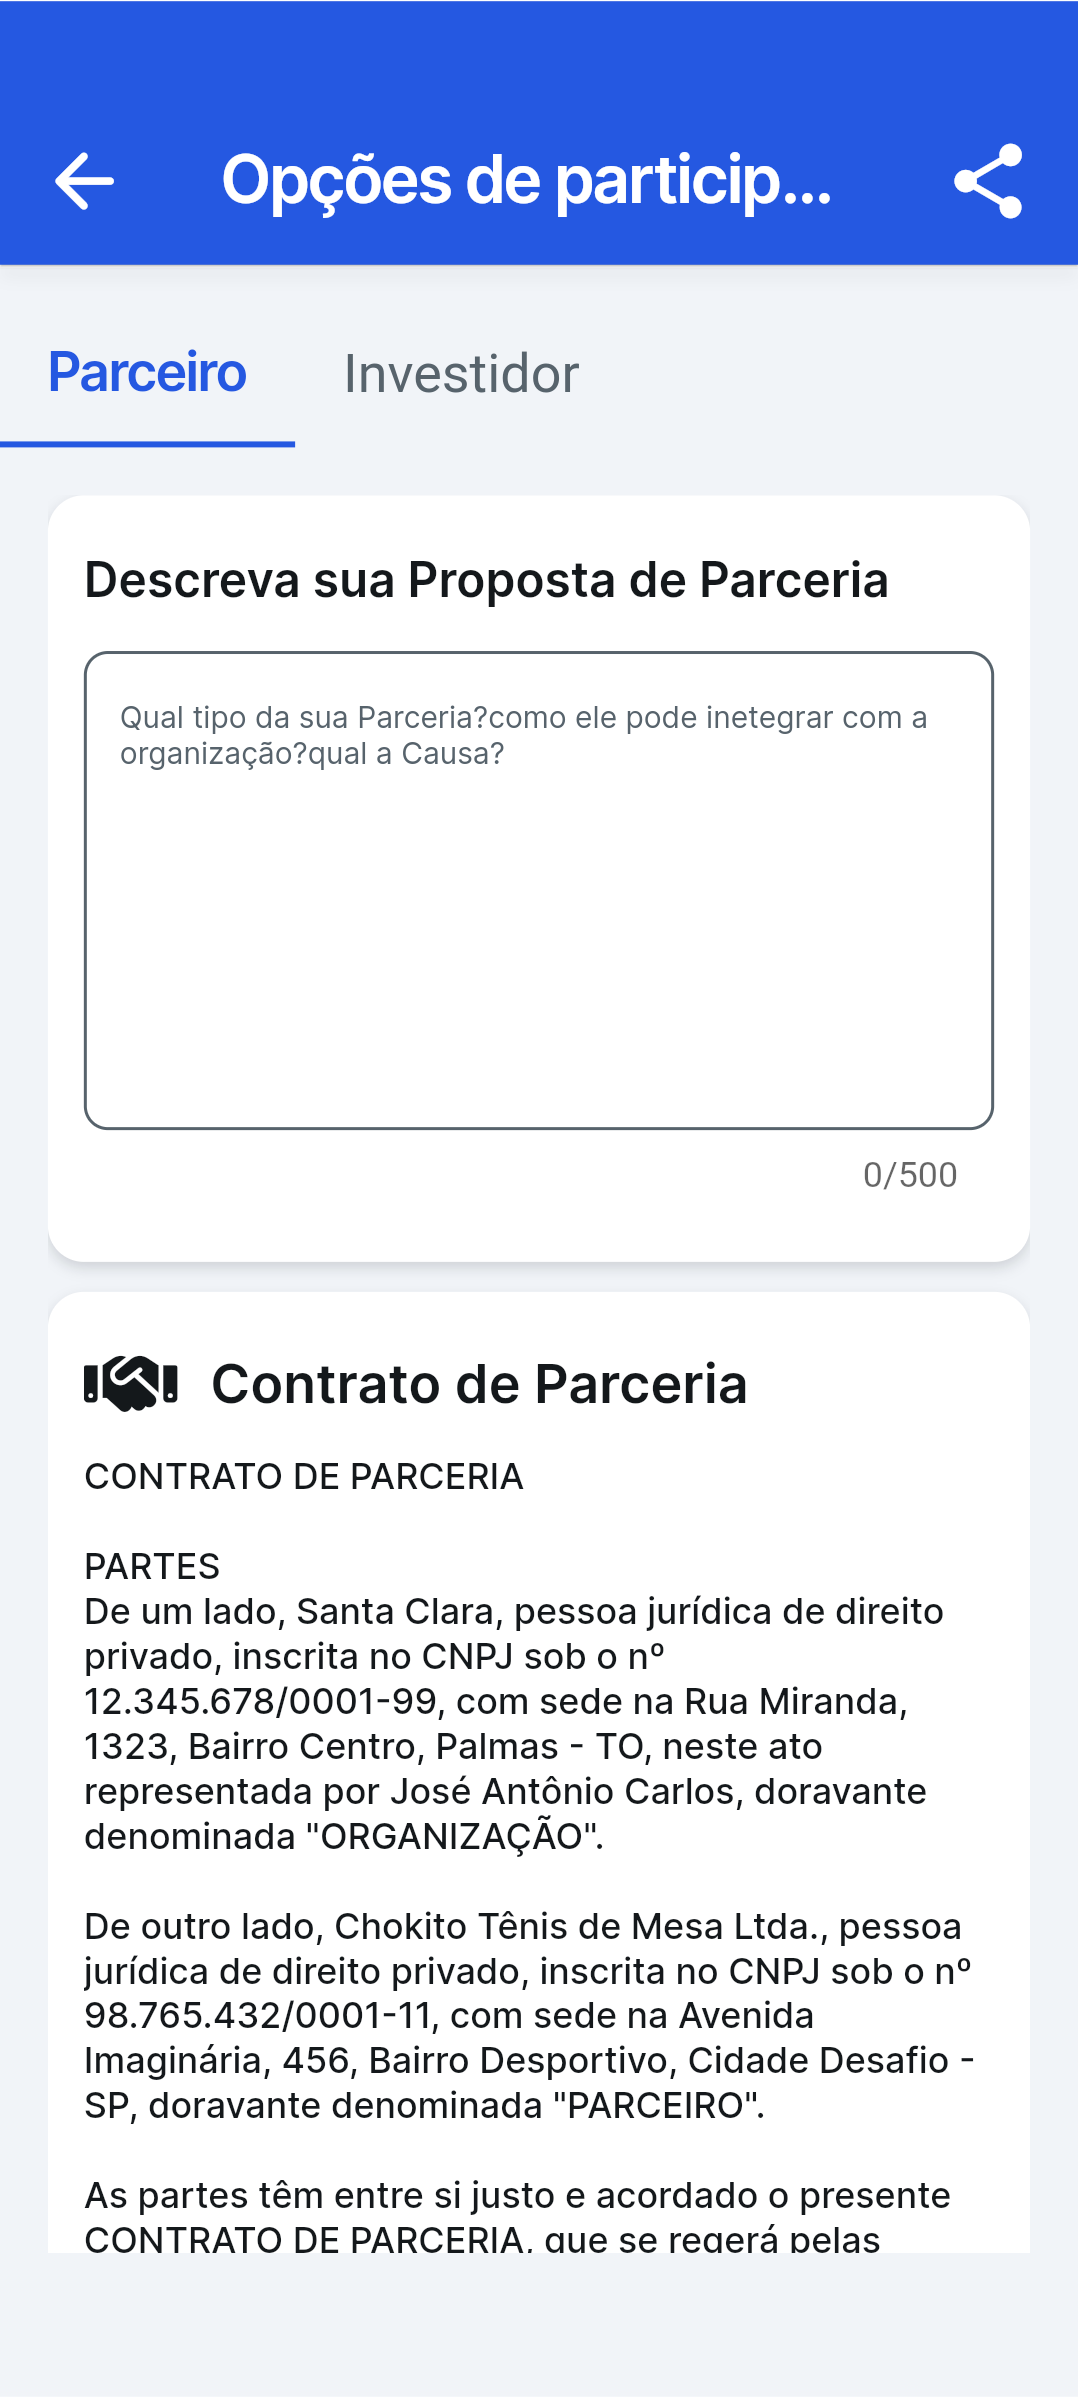 Opções de particip...
Parceiro
Investidor
Descreva sua Proposta de Parceria
Qual tipo da sua Parceria?como ele pode inetegrar com a
organização?qual a Causa?
0/500
Contrato de Parceria
CONTRATO DE PARCERIA
PARTES
De um lado, Santa Clara, pessoa jurídica de direito
privado, inscrita no CNPJ sob o nº
12.345.678/0001-99, com sede na Rua Miranda,
1323, Bairro Centro, Palmas - TO, neste ato
representada por José Antônio Carlos, doravante
denominada "ORGANIZAÇÃO".
De outro lado, Chokito Tênis de Mesa Ltda., pessoa
jurídica de direito privado, inscrita no CNPJ sob o nº
98.765.432/0001-11, com sede na Avenida
Imaginária, 456, Bairro Desportivo, Cidade Desafio -
SP, doravante denominada "PARCEIRO".
As partes têm entre si justo e acordado o presente
CONTRATO DE PARCERIA, que se regerá pelas